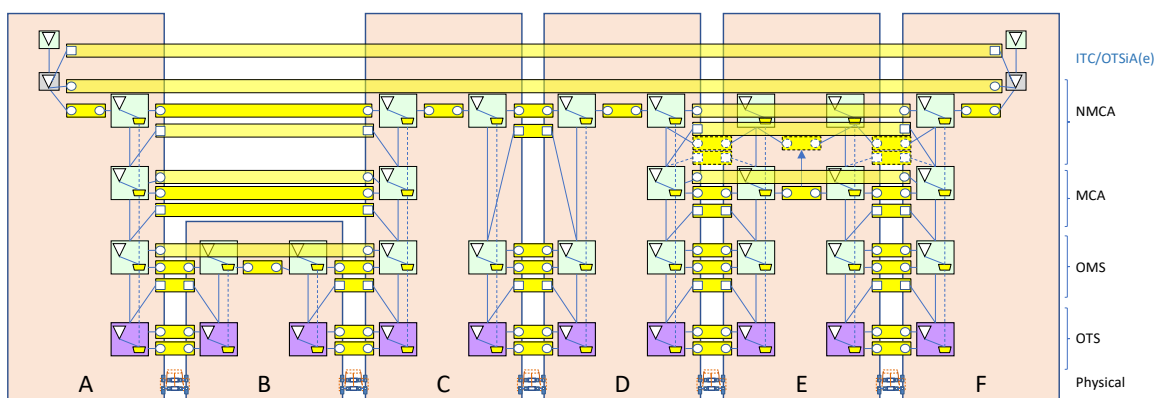 ITC/OTSiA(e)
NMCA
MCA
OMS
OTS
A B C D E F Physical